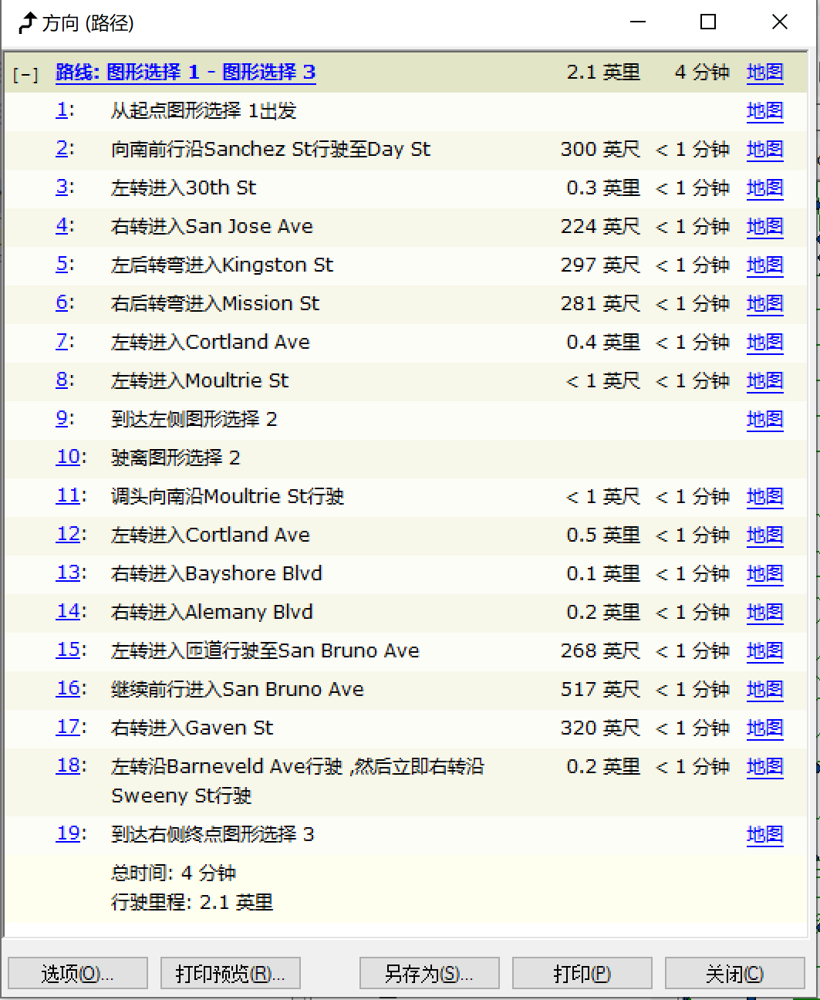 方向 (路径)
[-] 路线: 图形选择 1 - 图形选择 3 2.1 英里 4 分钟 地图
1: 从起点图形选择 1出发 地图
2: 向南前行沿Sanchez St行驶至Day St 300 英尺 < 1 分钟 地图
3: 左转进入30th St 0.3 英里 < 1 分钟 地图
4: 右转进入San Jose Ave 224 英尺 < 1 分钟 地图
5: 左后转弯进入Kingston St 297 英尺 < 1 分钟 地图
6: 右后转弯进入Mission St 281 英尺 < 1 分钟 地图
7: 左转进入Cortland Ave 0.4 英里 < 1 分钟 地图
8: 左转进入Moultrie St < 1 英尺 < 1 分钟 地图
9: 到达左侧图形选择 2 地图
10: 驶离图形选择 2
11: 调头向南沿Moultrie St行驶 < 1 英尺 < 1 分钟 地图
12: 左转进入Cortland Ave 0.5 英里 < 1 分钟 地图
13: 右转进入Bayshore Blvd 0.1 英里 < 1 分钟 地图
14: 右转进入Alemany Blvd 0.2 英里 < 1 分钟 地图
15: 左转进入匝道行驶至San Bruno Ave 268 英尺 < 1 分钟 地图
16: 继续前行进入San Bruno Ave 517 英尺 < 1 分钟 地图
17: 右转进入Gaven St 320 英尺 < 1 分钟 地图
18: 左转沿Barneveld Ave行驶 ,然后立即右转沿 0.2 英里 < 1 分钟 地图
Sweeny St行驶
19: 到达右侧终点图形选择 3 地图
总时间: 4 分钟
行驶里程: 2.1 英里
选项(O)... 打印预览(R)... 另存为(S)... 打印(P) 关闭(C)